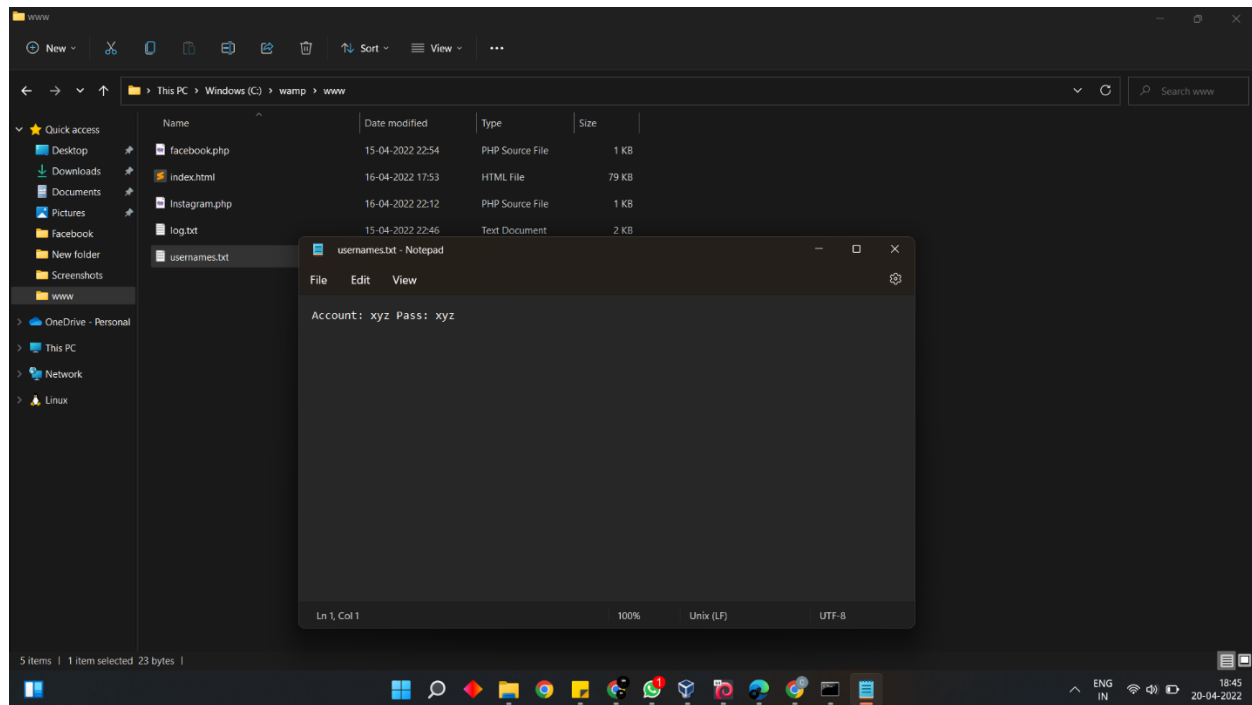 www
New Sort View
This PC > Windows (C:) > wamp > www
Search www
Name Date modified Type Size
Quick access
Desktop
Downloads
Documents
Pictures
Facebook
New folder
Screenshots
www
OneDrive - Personal
This PC
Network
Linux
facebook.php 15-04-2022 22:54 PHP Source File 1 KB
index.html 16-04-2022 17:53 HTML File 79 KB
Instagram.php 16-04-2022 22:12 PHP Source File 1 KB
log.txt 15-04-2022 22:46 Text Document 2 KB
usernames.txt
usernames.txt - Notepad
File Edit View
Account: xyz Pass: xyz
Ln 1, Col 1 100% Unix (LF) UTF-8
5 items | 1 item selected 23 bytes |
1
ENG
IN
18:45
20-04-2022